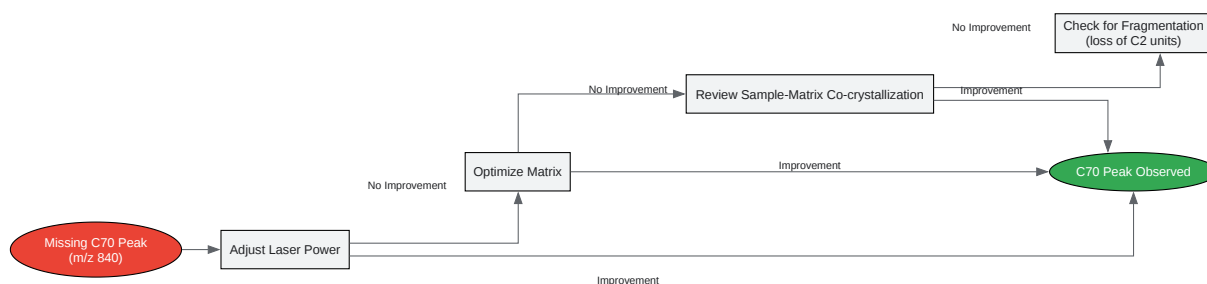 No Improvement
Check for Fragmentation
(loss of C2 units)
No Improvement
Review Sample-Matrix Co-crystallization
Improvement
No Improvement
Optimize Matrix
Improvement
C70 Peak Observed
Missing C70 Peak
(m/z 840)
Adjust Laser Power
Improvement